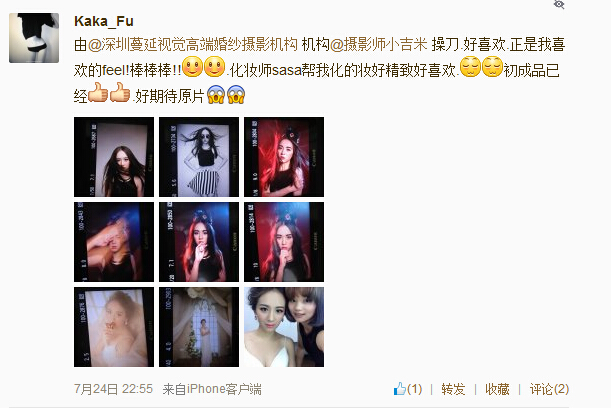 Kaka_Fu
由@深圳蔓延视觉高端婚纱摄影机构 机构@摄影师小吉米 操刀.好喜欢.正是我喜
欢的feel!棒棒棒!!.化妆师sasa帮我化的妆好精致好喜欢.初成品已
经.好期待原片
7月24日 22:55 来自iPhone客户端
(1) | 转发 | 收藏 | 评论(2)